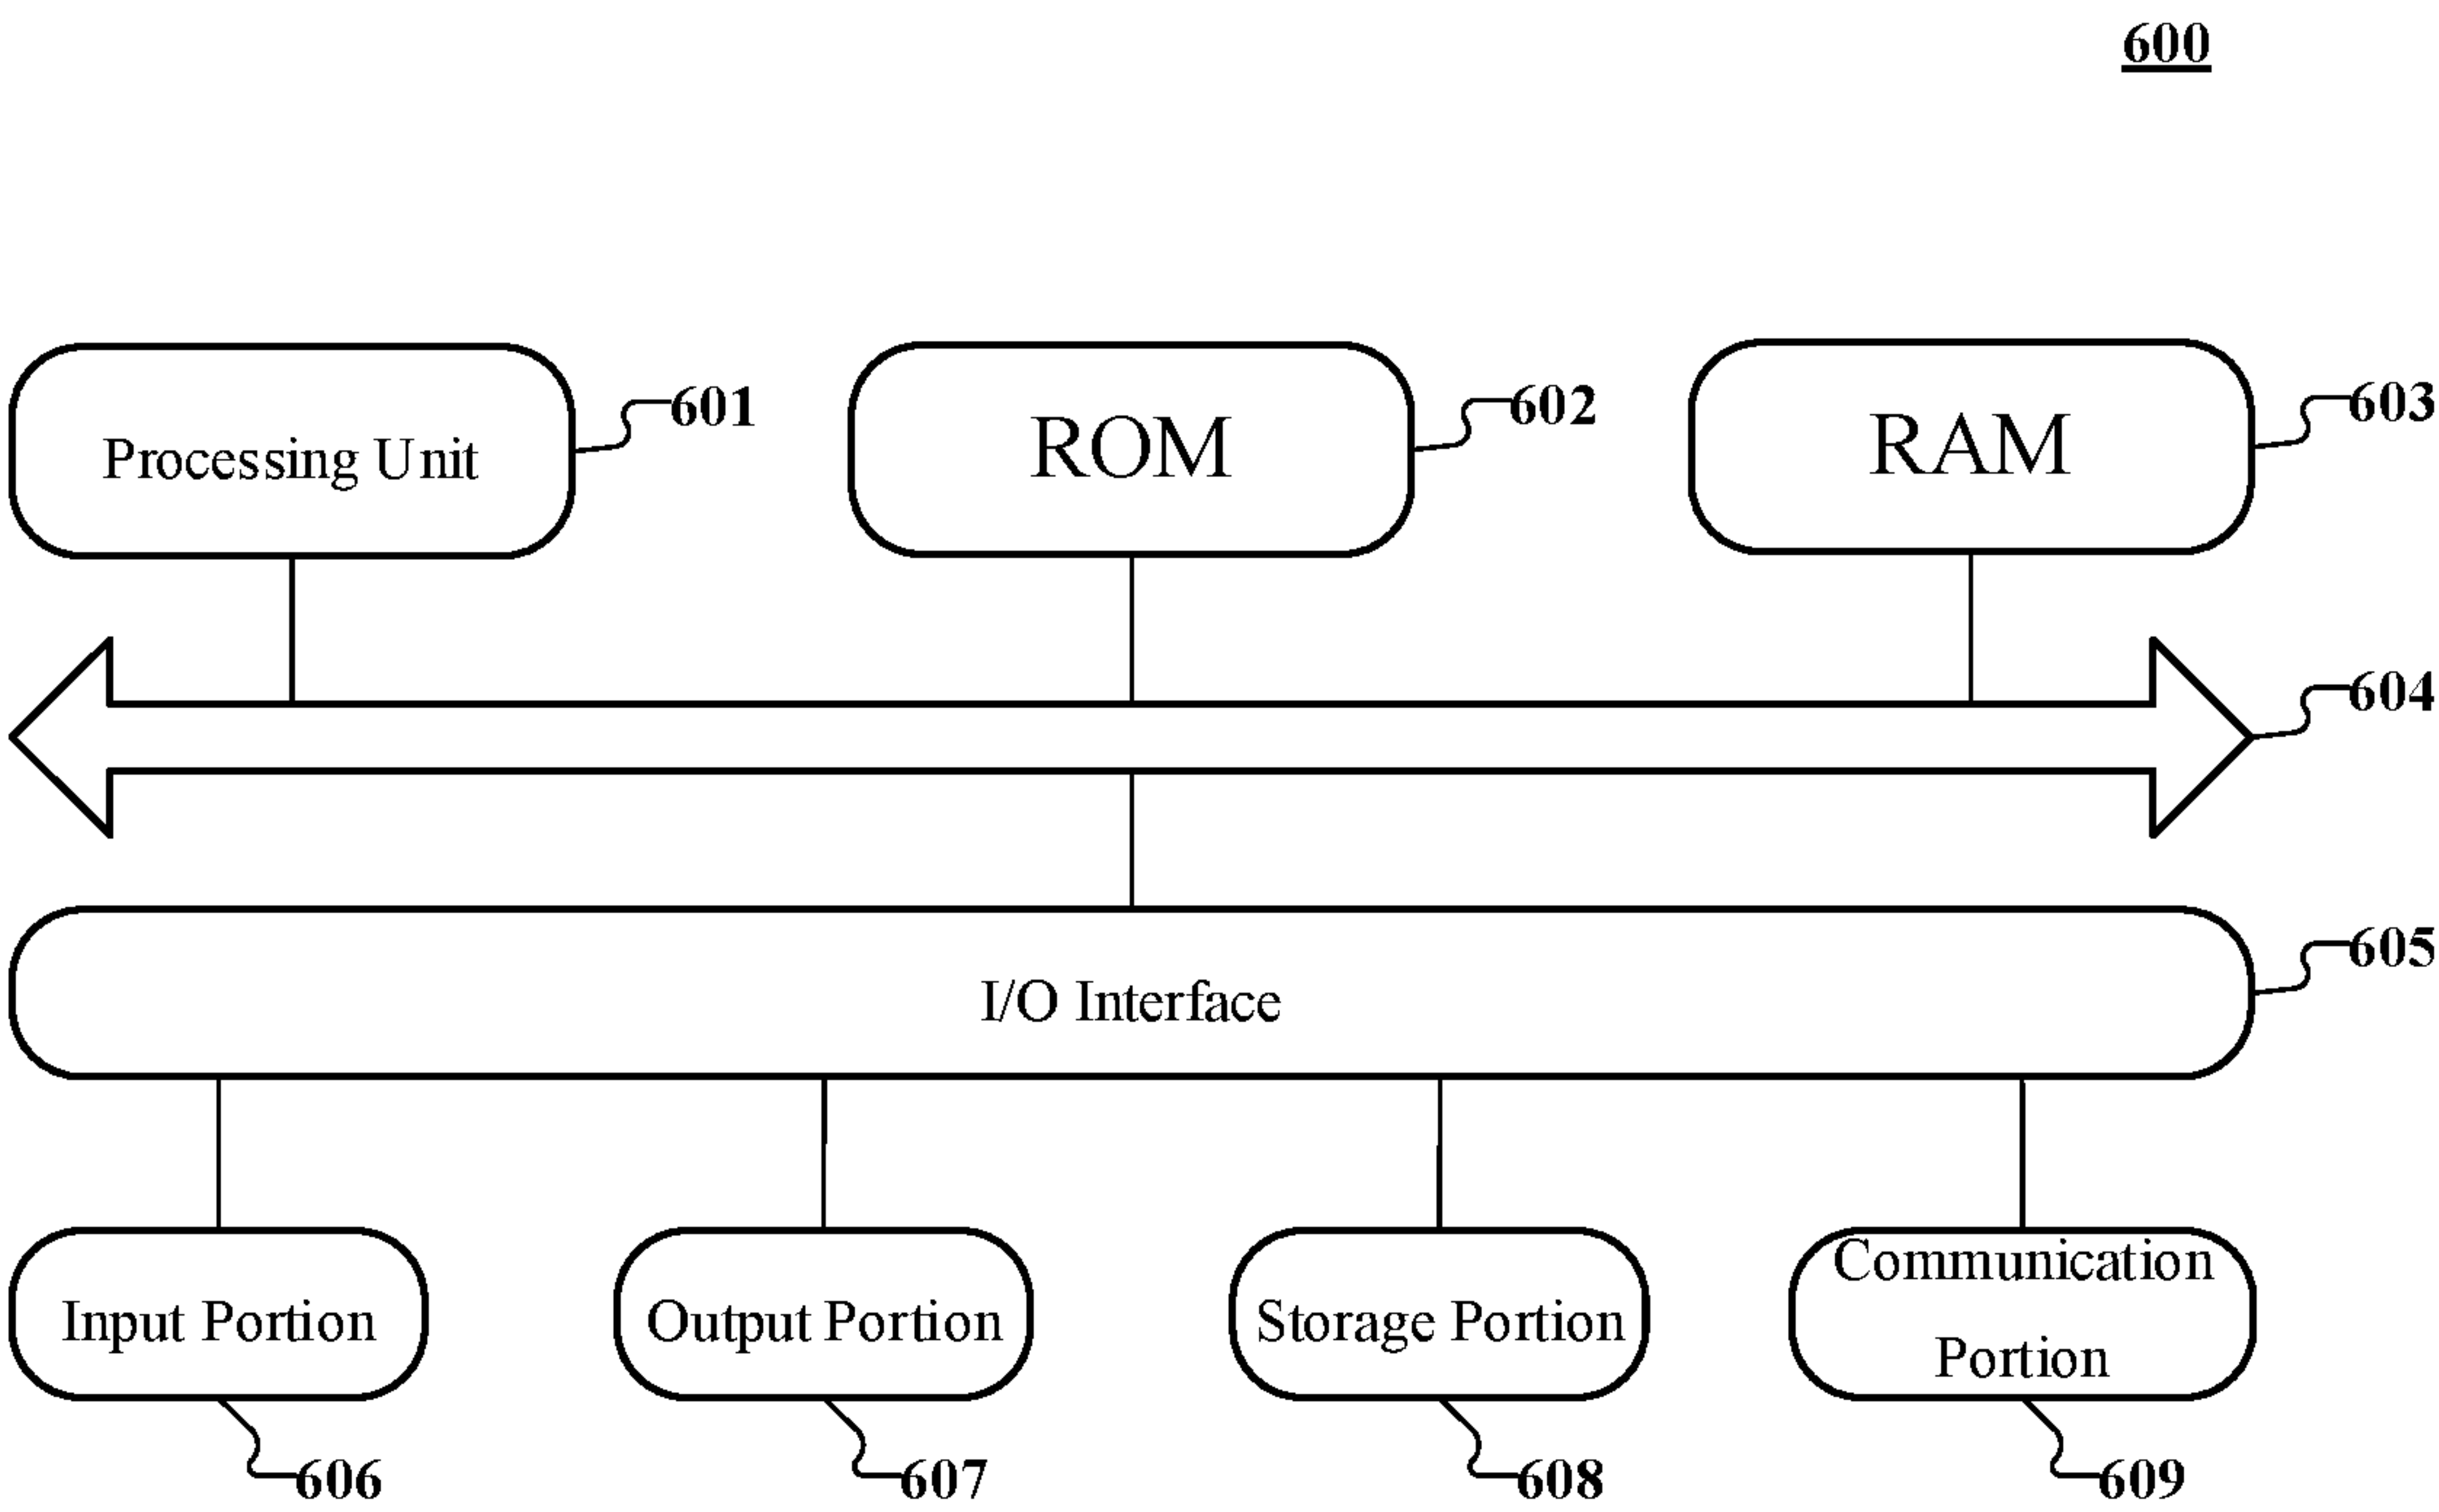 600
Processing Unit
601
ROM
602
RAM
603
604
I/O Interface
605
Input Portion
Output Portion
Storage Portion
Communication
Portion
606
607
608
609